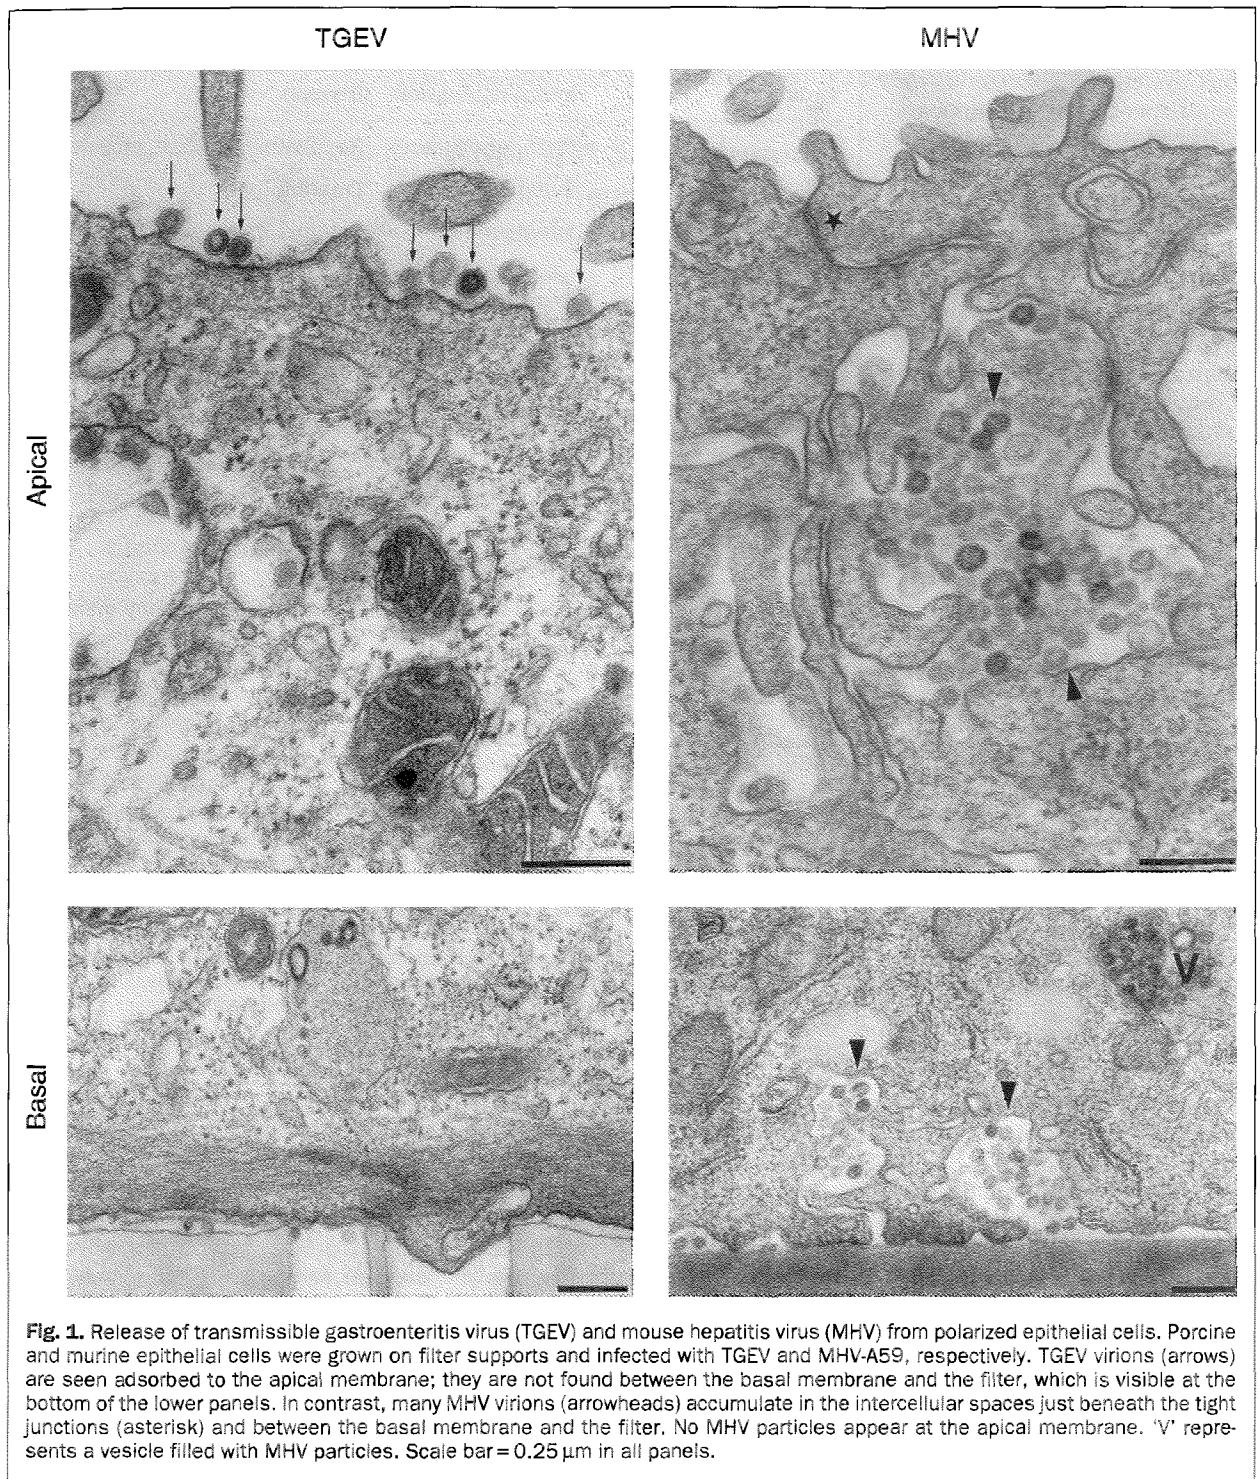 TGEV
MHV
Apical
Basal
V
Fig. 1. Release of transmissible gastroenteritis virus (TGEV) and mouse hepatitis virus (MHV) from polarized epithelial cells. Porcine
and murine epithelial cells were grown on filter supports and infected with TGEV and MHV-A59, respectively. TGEV virions (arrows)
are seen adsorbed to the apical membrane; they are not found between the basal membrane and the filter, which is visible at the
bottom of the lower panels. In contrast, many MHV virions (arrowheads) accumulate in the intercellular spaces just beneath the tight
junctions (asterisk) and between the basal membrane and the filter. No MHV particles appear at the apical membrane. 'V' repre-
sents a vesicle filled with MHV particles. Scale bar = 0.25 µm in all panels.